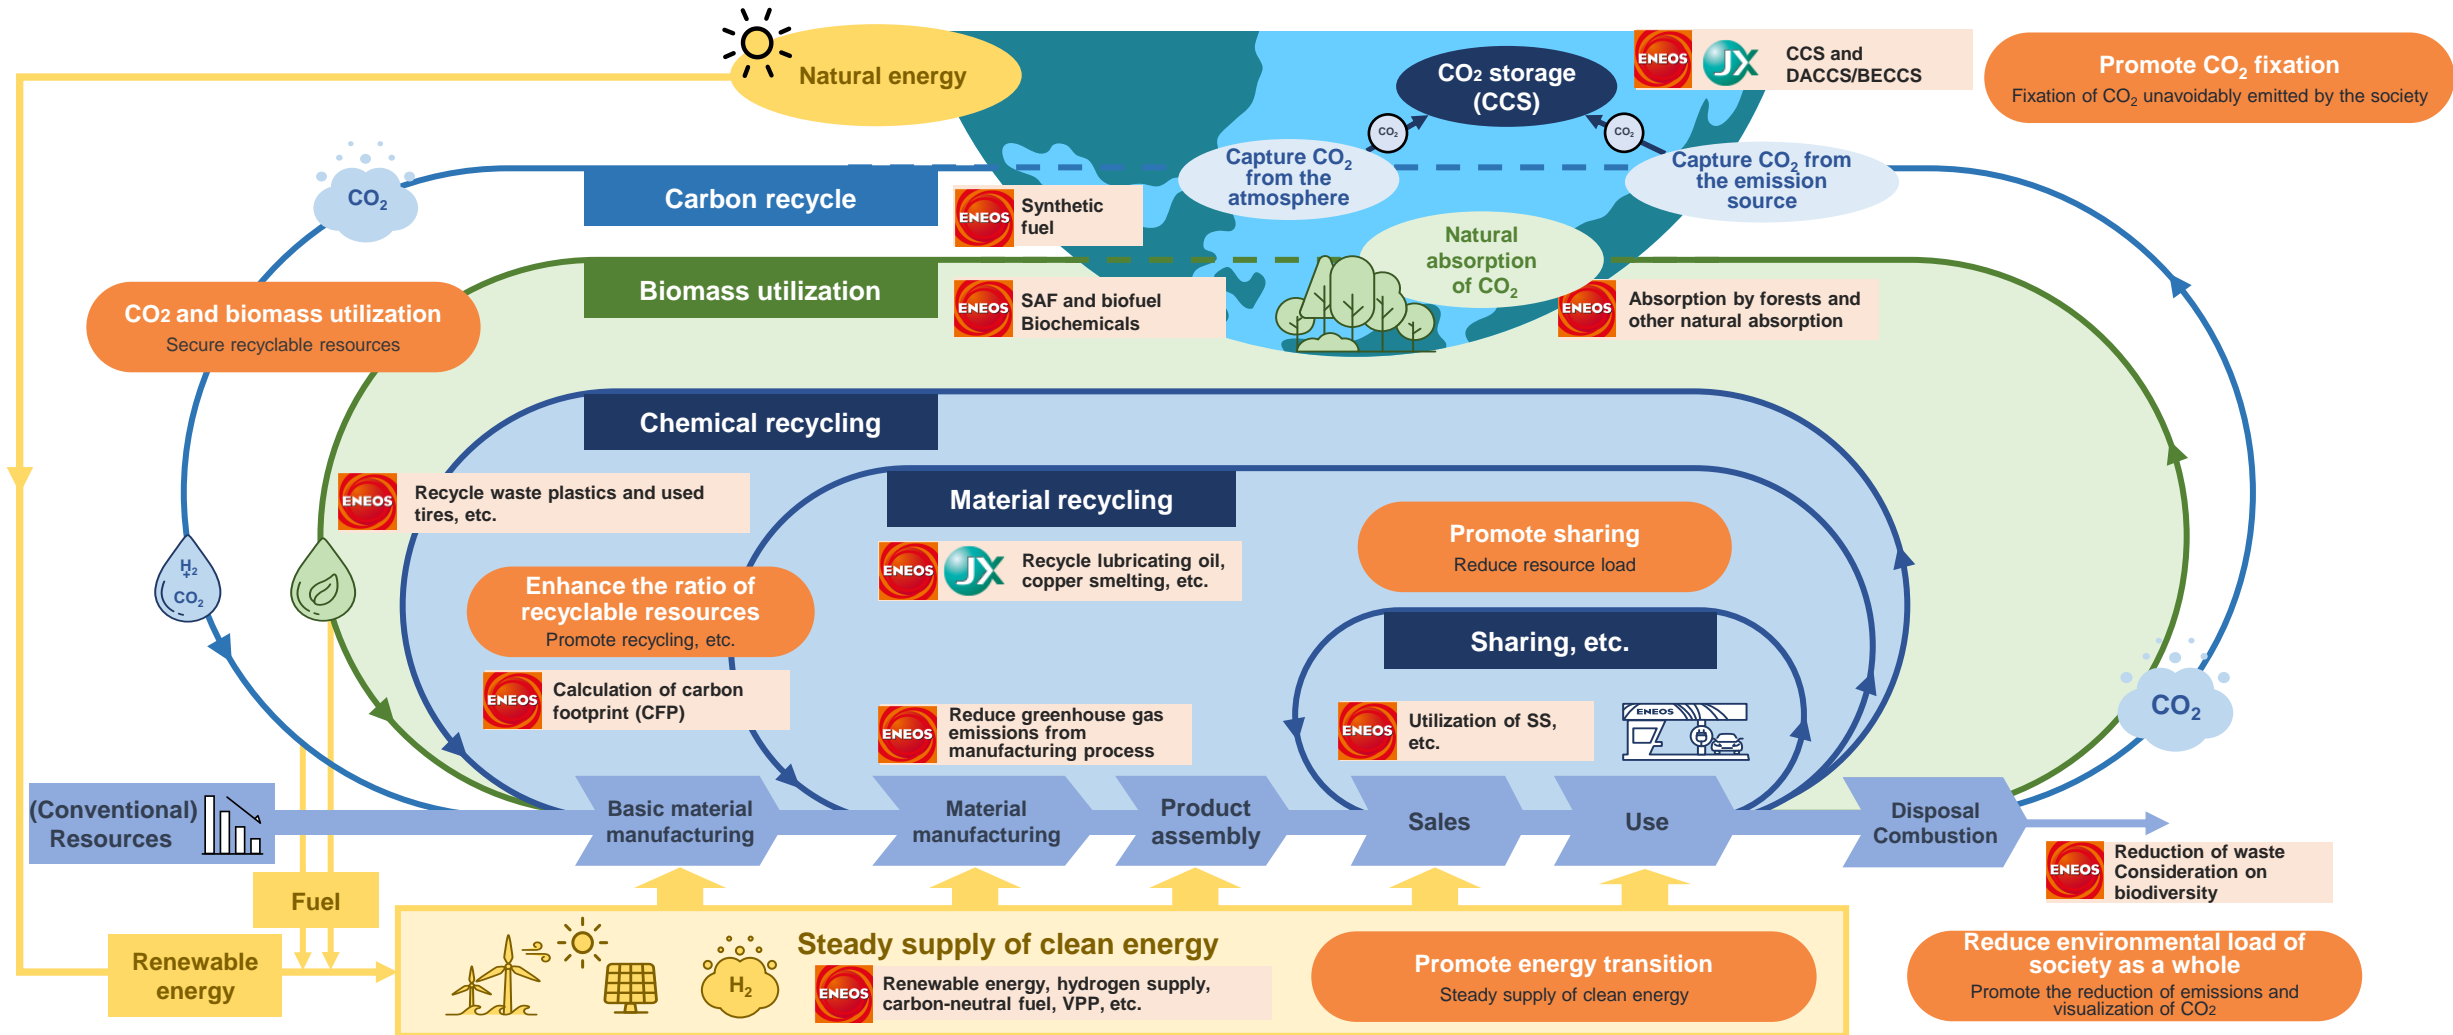 Natural energy
CO2 storage
(CCS)
ENEOS
JX
CCS and
DACCS/BECCS
Promote CO2 fixation
Fixation of CO2 unavoidably emitted by the society
CO2
CO2
CO2
Carbon recycle
ENEOS
Synthetic
fuel
Capture CO2
from the
atmosphere
Capture CO2 from
the emission
source
Natural
absorption
of CO2
Biomass utilization
ENEOS
SAF and biofuel
Biochemicals
ENEOS
Absorption by forests and
other natural absorption
CO2 and biomass utilization
Secure recyclable resources
Chemical recycling
ENEOS
Recycle waste plastics and used
tires, etc.
Material recycling
ENEOS
JX
Recycle lubricating oil,
copper smelting, etc.
Promote sharing
Reduce resource load
H2
+
CO2
Enhance the ratio of
recyclable resources
Promote recycling, etc.
ENEOS
Calculation of carbon
footprint (CFP)
ENEOS
Reduce greenhouse gas
emissions from
manufacturing process
Sharing, etc.
ENEOS
Utilization of SS,
etc.
ENEOS
CO2
(Conventional)
Resources
Basic material
manufacturing
Material
manufacturing
Product
assembly
Sales
Use
Disposal
Combustion
ENEOS
Reduction of waste
Consideration on
biodiversity
Fuel
Renewable
energy
Steady supply of clean energy
H2
ENEOS
Renewable energy, hydrogen supply,
carbon-neutral fuel, VPP, etc.
Promote energy transition
Steady supply of clean energy
Reduce environmental load of
society as a whole
Promote the reduction of emissions and
visualization of CO2